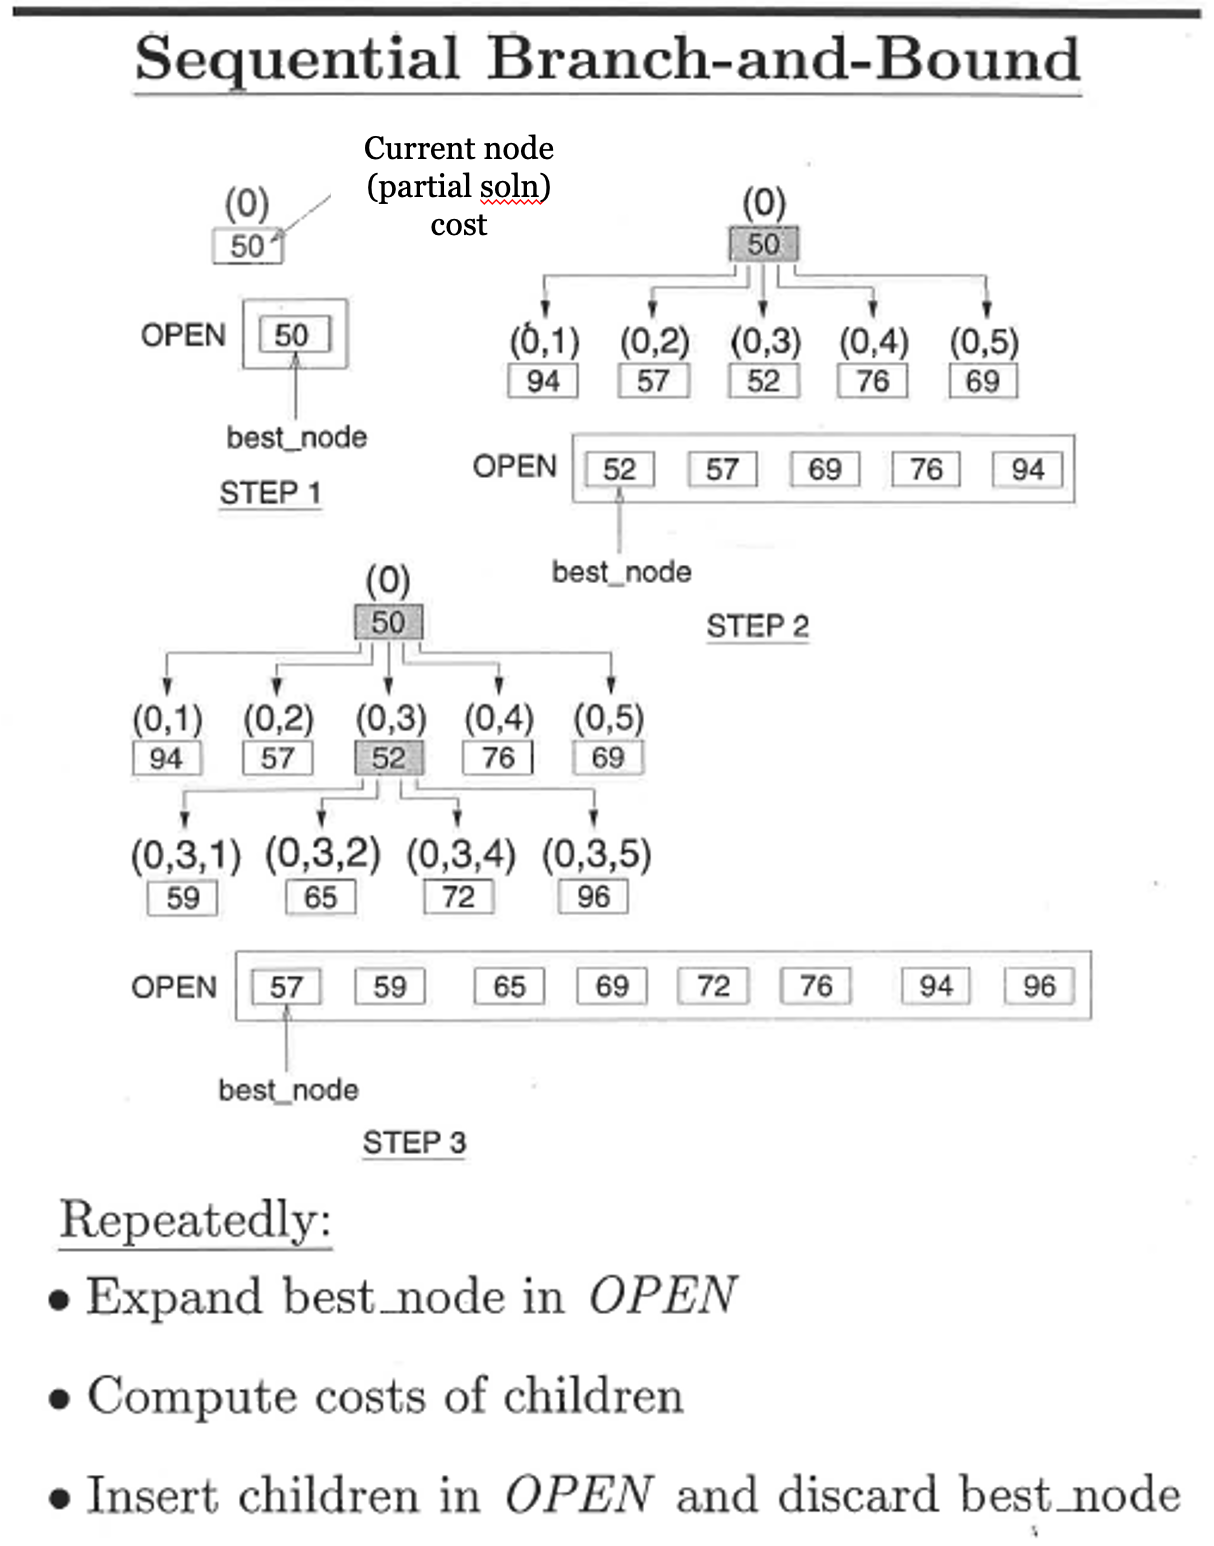 Sequential Branch-and-Bound
Current node
(partial soln)
cost
(0)
50
OPEN 50
best_node
STEP 1
(0)
50
(0,1) (0,2) (0,3) (0,4) (0,5)
94 57 52 76 69
OPEN 52 57 69 76 94
best_node
STEP 2
(0)
50
(0,1) (0,2) (0,3) (0,4) (0,5)
94 57 52 76 69
(0,3,1) (0,3,2) (0,3,4) (0,3,5)
59 65 72 96
OPEN 57 59 65 69 72 76 94 96
best_node
STEP 3
Repeatedly:
• Expand best_node in OPEN
• Compute costs of children
• Insert children in OPEN and discard best_node